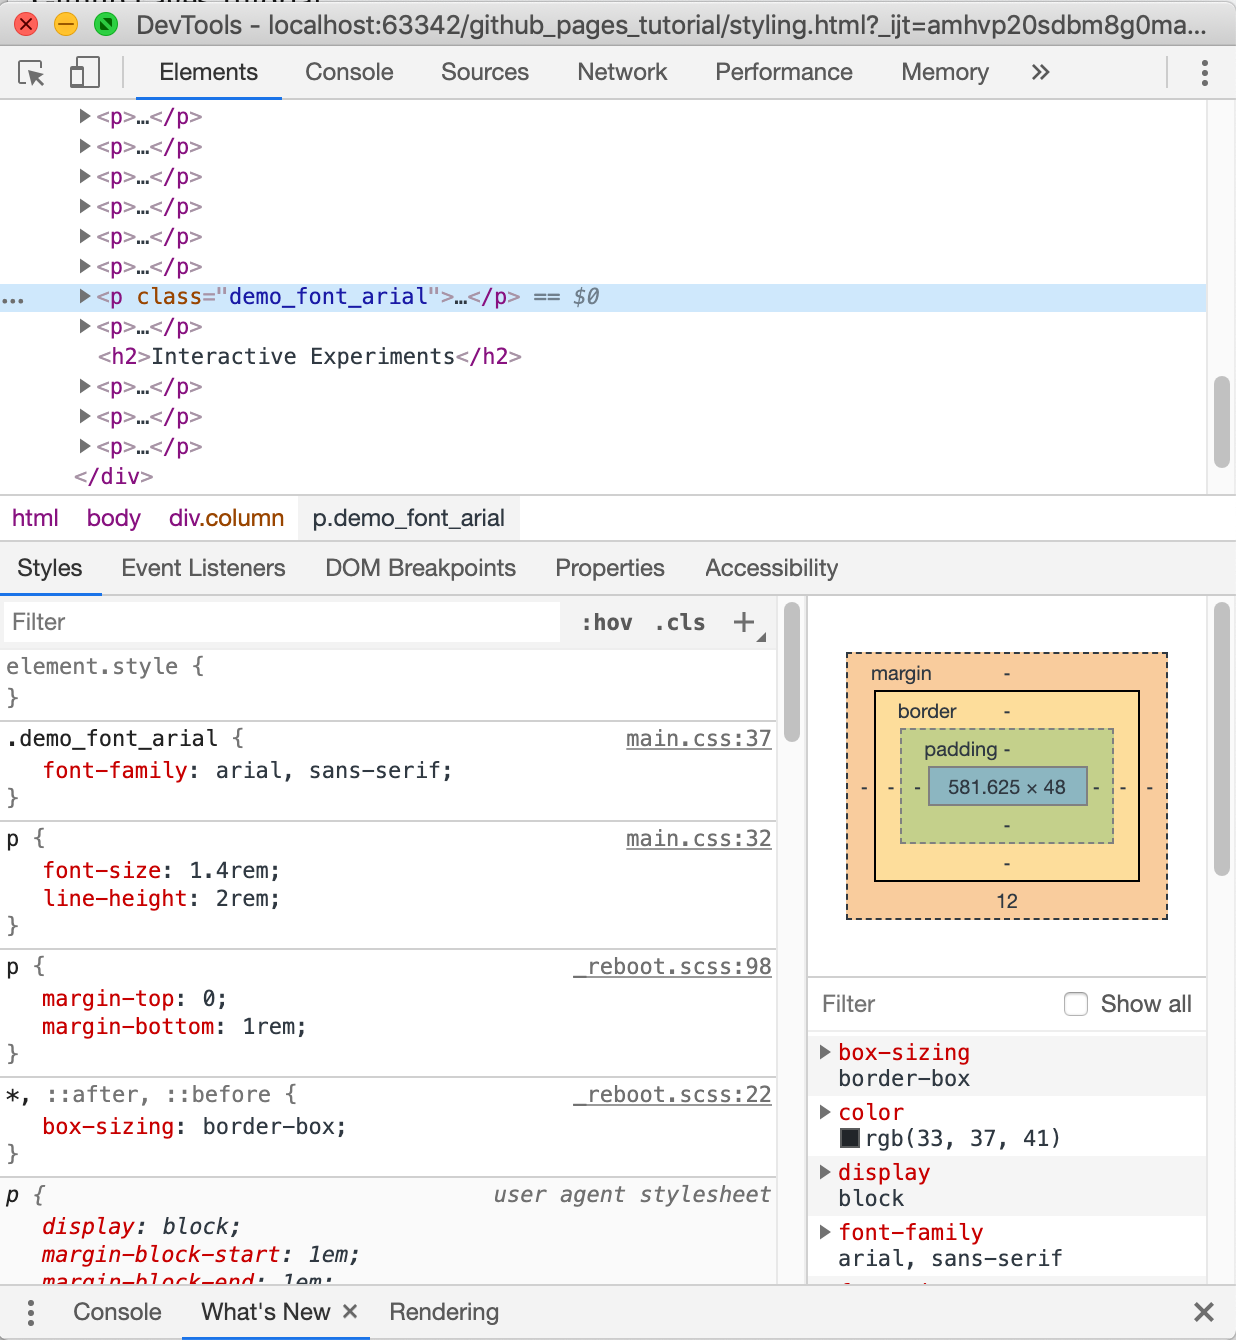 DevTools - localhost:63342/github_pages_tutorial/styling.html?_ijt=amhvp20sdbm8g0ma...
Elements Console Sources Network Performance Memory »
<p>…</p>
<p>…</p>
<p>…</p>
<p>…</p>
<p>…</p>
<p>…</p>
... <p class="demo_font_arial">…</p> == $0
<p>…</p>
<h2>Interactive Experiments</h2>
<p>…</p>
<p>…</p>
<p>…</p>
</div>
html body div.column p.demo_font_arial
Styles Event Listeners DOM Breakpoints Properties Accessibility
Filter :hov .cls +
element.style {
}
.demo_font_arial { main.css:37
font-family: arial, sans-serif;
}
p { main.css:32
font-size: 1.4rem;
line-height: 2rem;
}
p { _reboot.scss:98
margin-top: 0;
margin-bottom: 1rem;
}
*, ::after, ::before { _reboot.scss:22
box-sizing: border-box;
}
p { user agent stylesheet
display: block;
margin-block-start: 1em;
margin-block-end: 1em;
margin -
border -
padding -
- - - 581.625 × 48 - - -
-
-
12
Filter Show all
box-sizing
border-box
color
rgb(33, 37, 41)
display
block
font-family
arial, sans-serif
Console What's New × Rendering ×